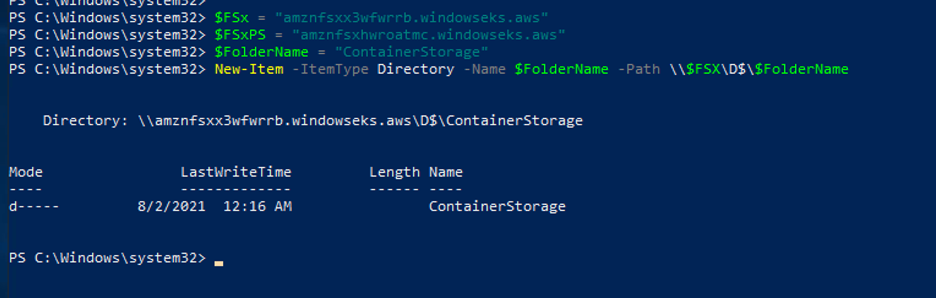 PS C:\Windows\system32>
PS C:\Windows\system32> $FSx = "amznfsxx3wfwrrb.windowseks.aws"
PS C:\Windows\system32> $FSxPS = "amznfsxhwroatmc.windowseks.aws"
PS C:\Windows\system32> $FolderName = "ContainerStorage"
PS C:\Windows\system32> New-Item -ItemType Directory -Name $FolderName -Path \\$FSX\D$\$FolderName
Directory: \\amznfsxx3wfwrrb.windowseks.aws\D$\ContainerStorage
Mode LastWriteTime Length Name
---- ------------- ------ ----
d----- 8/2/2021 12:16 AM ContainerStorage
PS C:\Windows\system32>